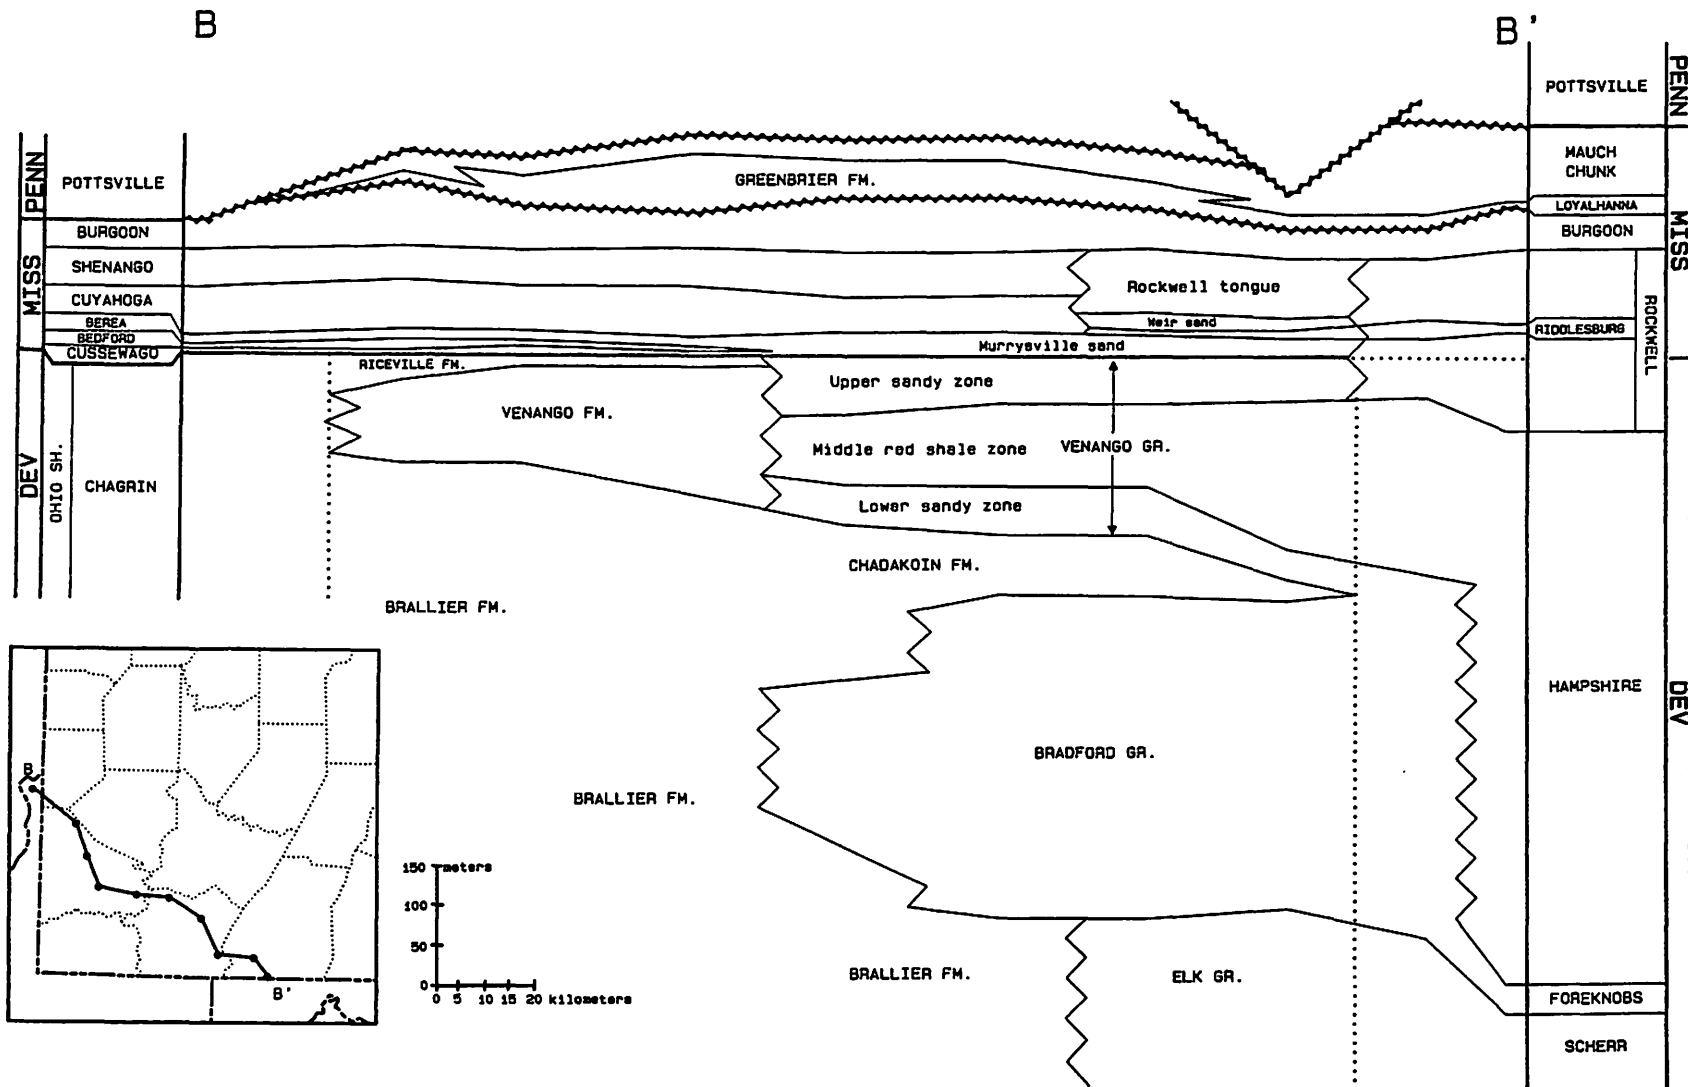 B
B'
PENN
MISS
DEV
OHIO SH.
POTTSVILLE
BURGOON
SHENANGO
CUYAHOGA
BEREA
BEDFORD
CUSSEWAGO
CHAGRIN
GREENBRIER FM.
Rockwell tongue
Weir sand
Murrysville sand
RICEVILLE FM.
VENANGO FM.
Upper sandy zone
Middle red shale zone
VENANGO GR.
Lower sandy zone
CHADAKOIN FM.
BRALLIER FM.
BRADFORD GR.
BRALLIER FM.
BRALLIER FM.
ELK GR.
POTTSVILLE
MAUCH
CHUNK
LOYALHANNA
BURGOON
RIDDLESBURG
ROCKWELL
HAMPSHIRE
FOREKNOBS
SCHERR
PENN
MISS
DEV
B
B'
150 meters
100
50
0
0 5 10 15 20 kilometers